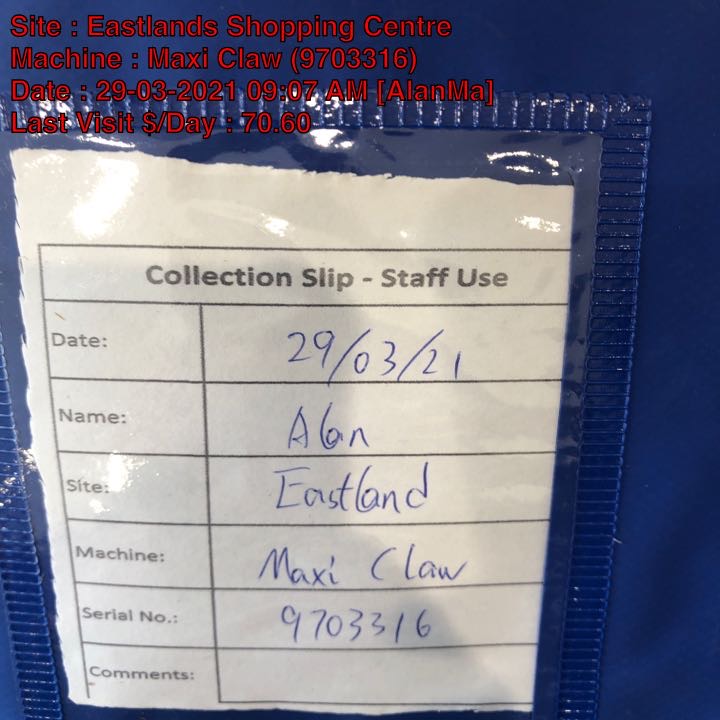 Site : Eastlands Shopping Centre
Machine : Maxi Claw (9703316)
Date : 29-03-2021 09:07 AM [AlanMa]
Last Visit $/Day : 70.60
Collection Slip - Staff Use
Date: 29/03/21
Name: Alan
Site: Eastland
Machine: Maxi Claw
Serial No.: 9703316
Comments: